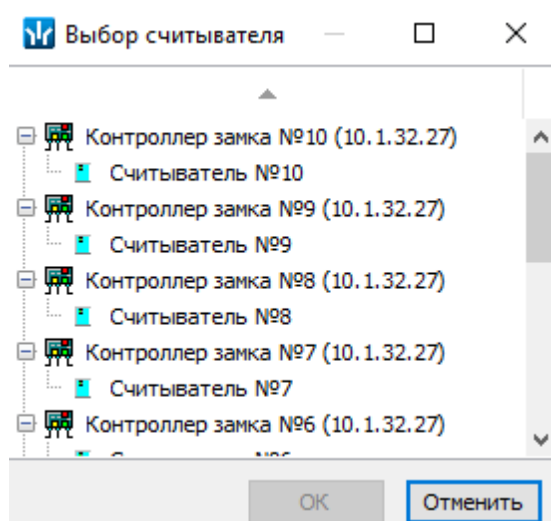 Выбор считывателя
Контроллер замка №10 (10.1.32.27)
Считыватель №10
Контроллер замка №9 (10.1.32.27)
Считыватель №9
Контроллер замка №8 (10.1.32.27)
Считыватель №8
Контроллер замка №7 (10.1.32.27)
Считыватель №7
Контроллер замка №6 (10.1.32.27)
OK
Отменить